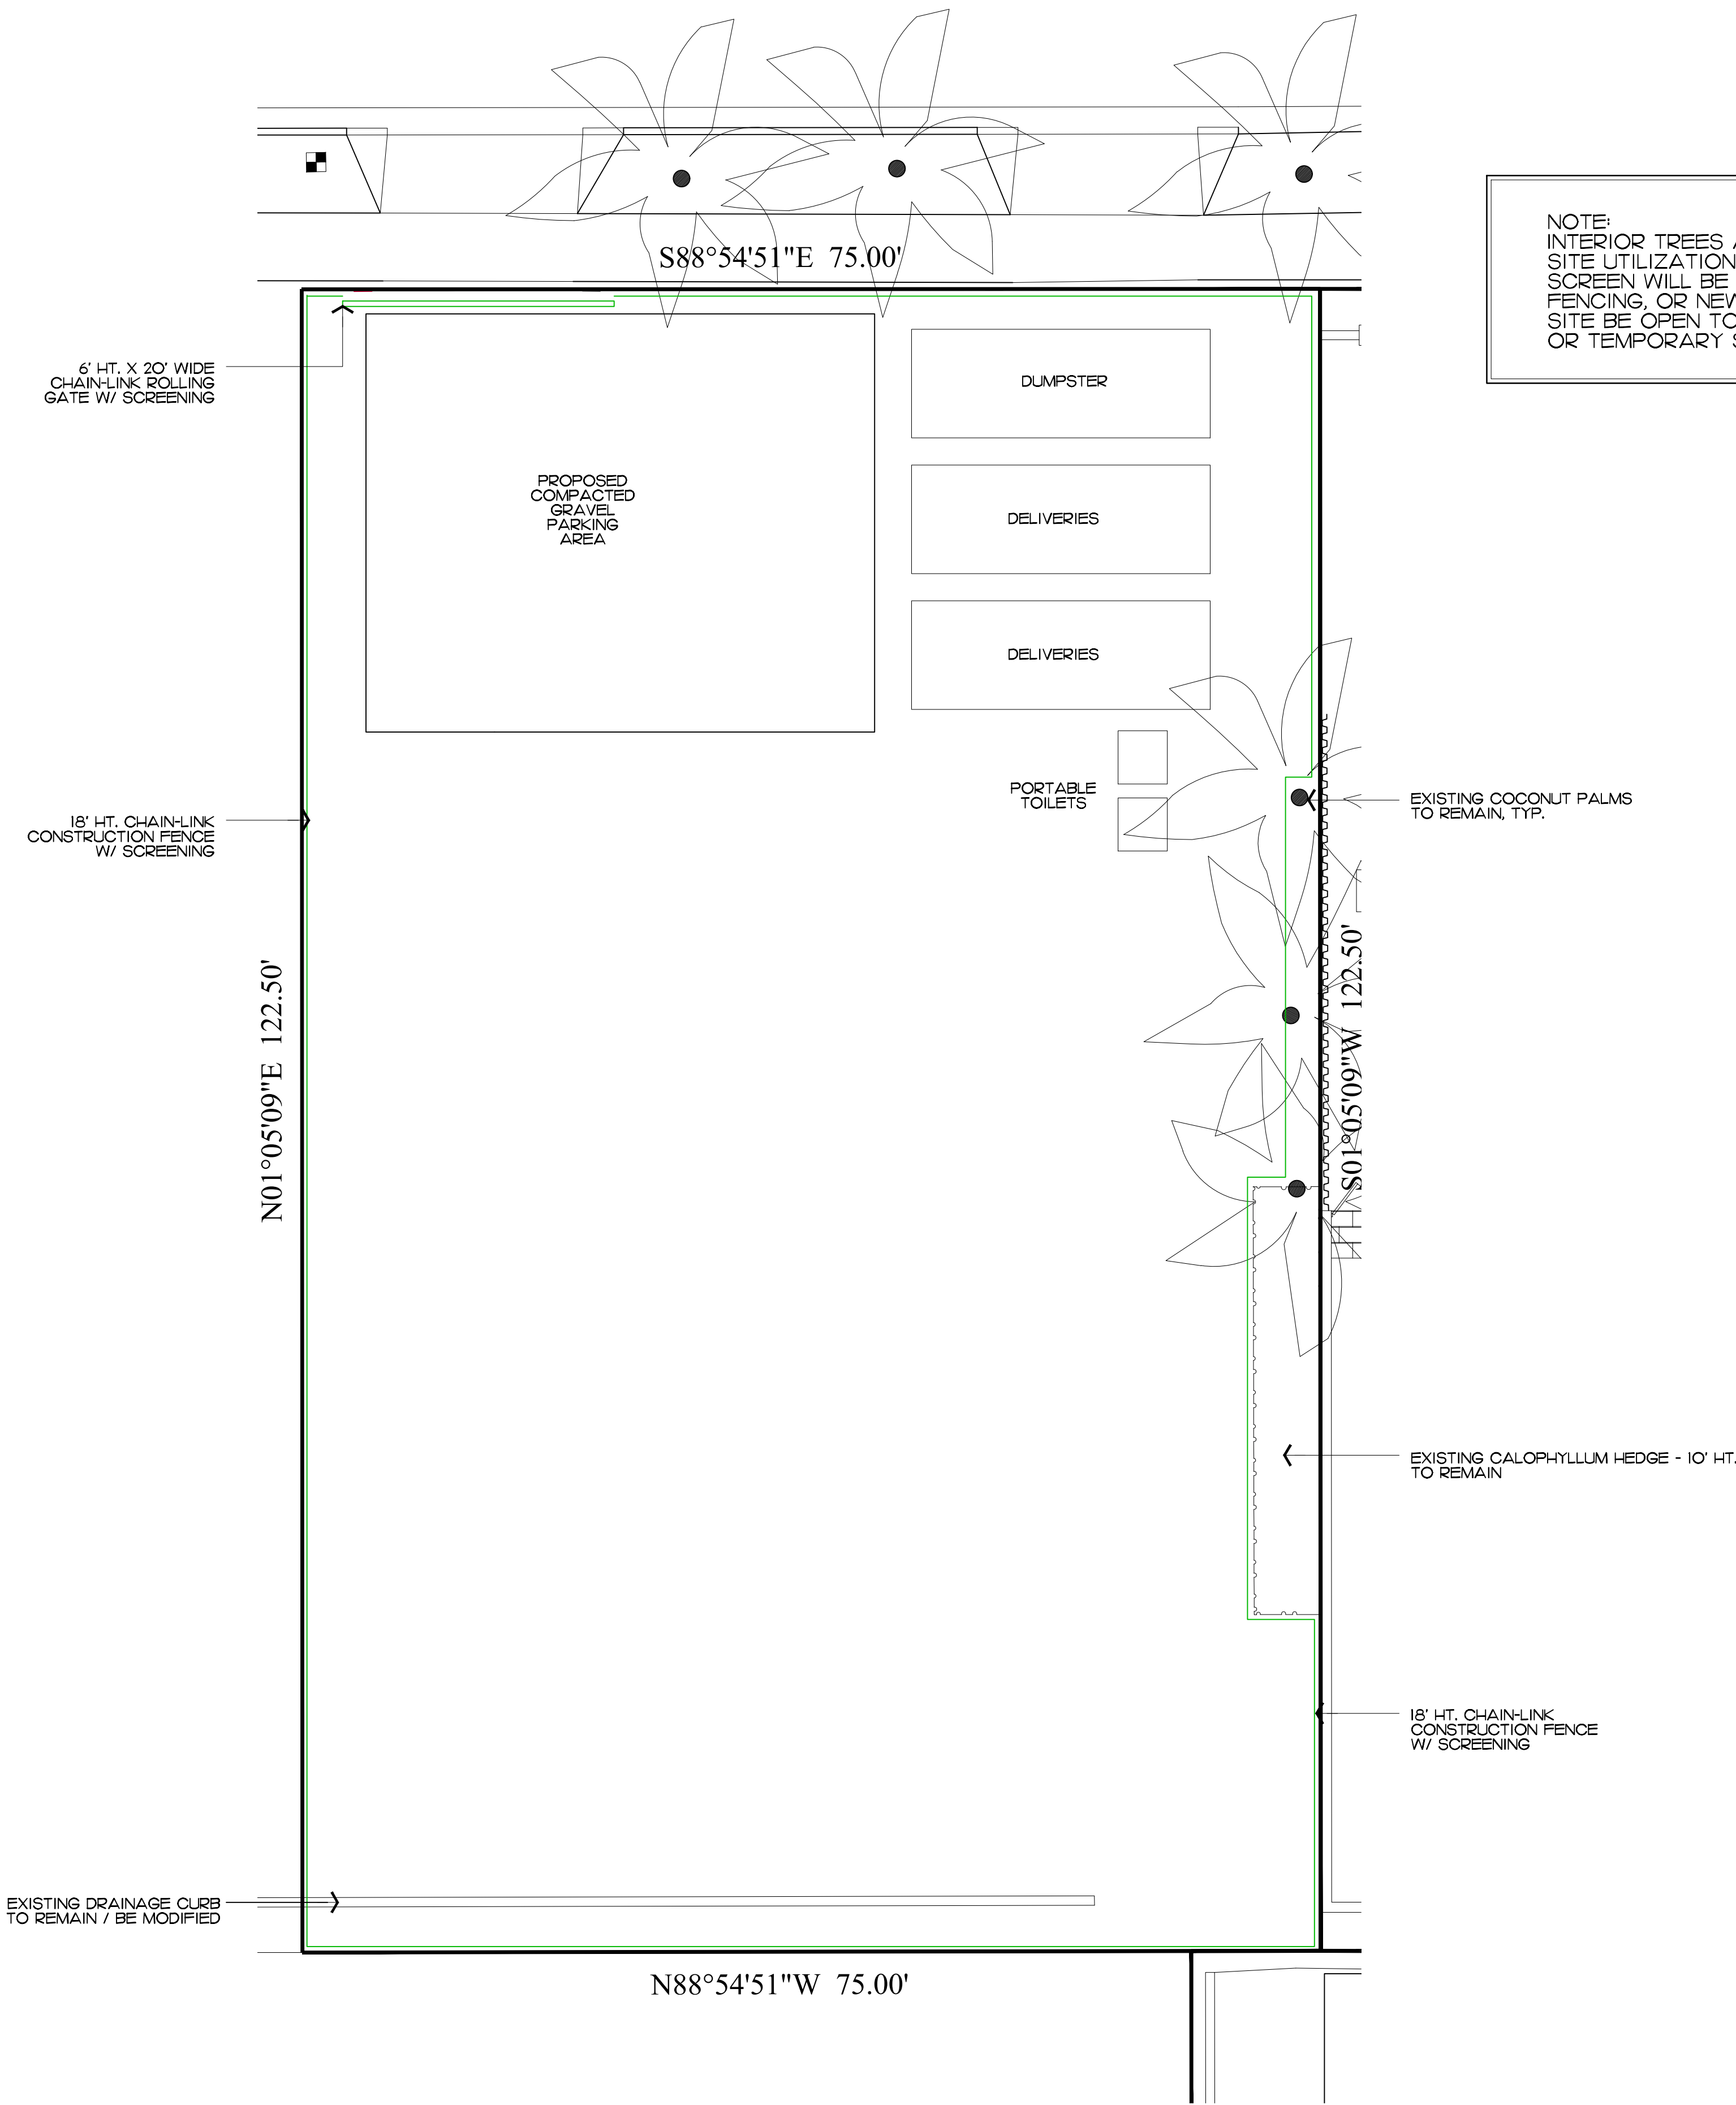 S88°54'51"E 75.00'
NOTE:
INTERIOR TREES
SITE UTILIZATION
SCREEN WILL BE
FENCING, OR
SITE BE OPEN TO
OR TEMPORARY
6' HT. X 20' WIDE
CHAIN-LINK ROLLING
GATE W/ SCREENING
DUMPSTER
PROPOSED
COMPACTED
GRAVEL
PARKING
AREA
DELIVERIES
DELIVERIES
PORTABLE
TOILETS
EXISTING COCONUT PALMS
TO REMAIN, TYP.
18' HT. CHAIN-LINK
CONSTRUCTION FENCE
W/ SCREENING
N01°05'09"E 122.50'
S01°05'09"W 122.50'
EXISTING CALOPHYLLUM HEDGE - 10' HT.
TO REMAIN
18' HT. CHAIN-LINK
CONSTRUCTION FENCE
W/ SCREENING
EXISTING DRAINAGE CURB
TO REMAIN / BE MODIFIED
N88°54'51"W 75.00'